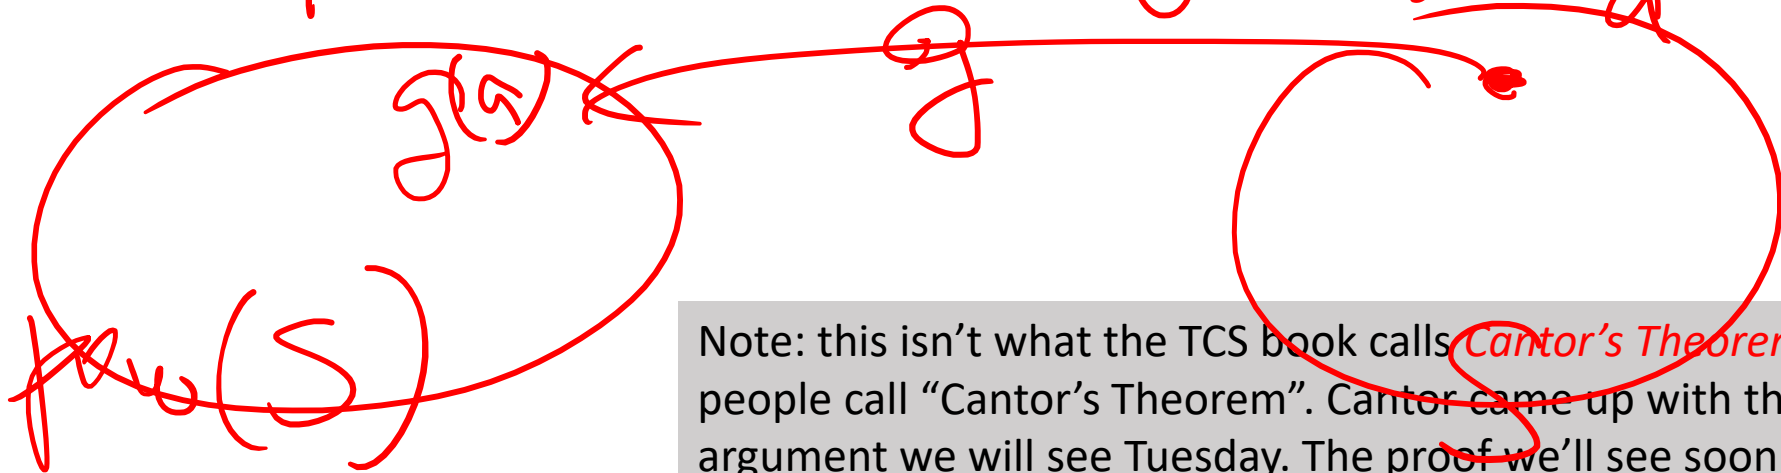 g
g(a)
pow(S)
S
Note: this isn’t what the TCS book calls Cantor’s Theorem
people call “Cantor’s Theorem”. Cantor came up with th
argument we will see Tuesday. The proof we’ll see soon